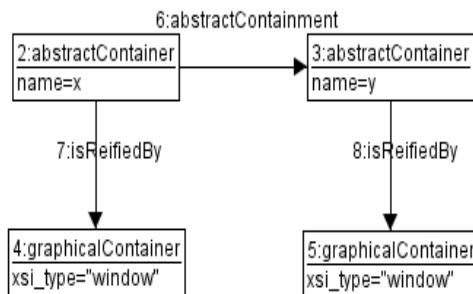 6:abstractContainment
2:abstractContainer
name=x
3:abstractContainer
name=y
7:isReifiedBy
8:isReifiedBy
4:graphicalContainer
xsi_type="window"
5:graphicalContainer
xsi_type="window"